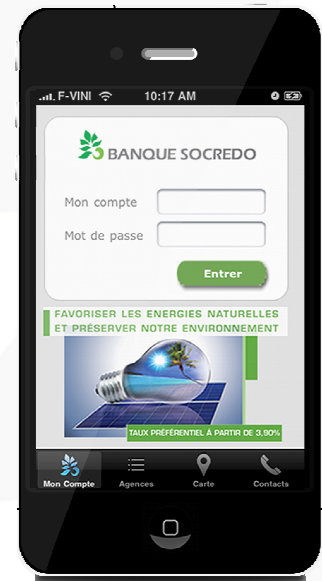 F-VINI 10:17 AM
BANQUE SOCREDO
Mon compte
Mot de passe
Entrer
FAVORISER LES ENERGIES NATURELLES
ET PRÉSERVER NOTRE ENVIRONNEMENT
TAUX PRÉFÉRENTIEL À PARTIR DE 3,90%
Mon Compte Agences Carte Contacts